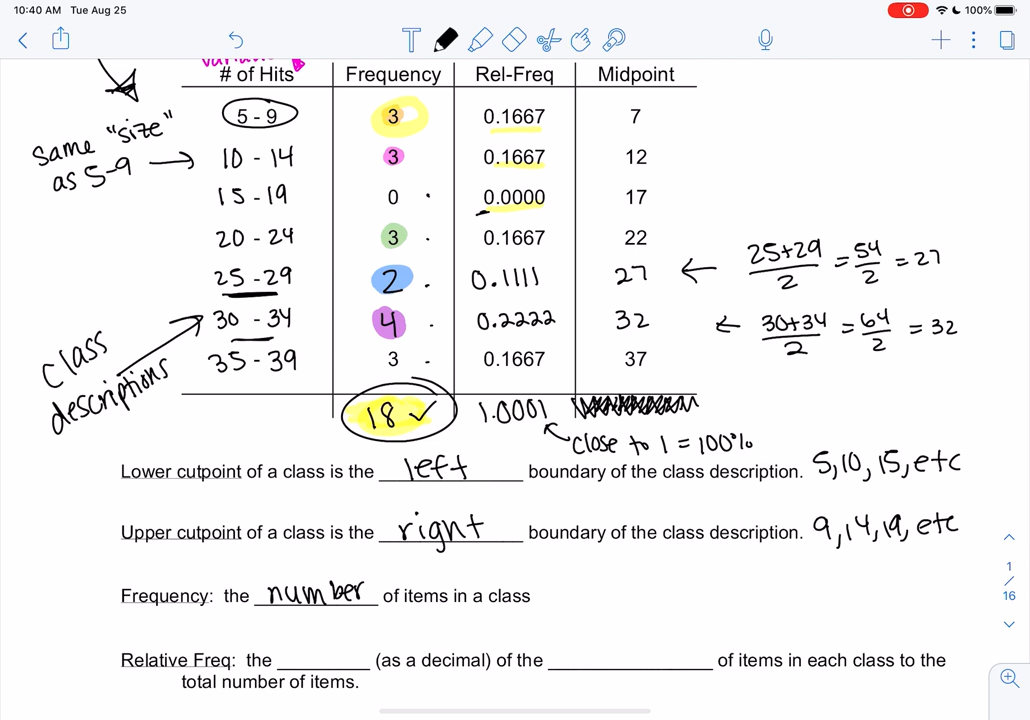 10:40 AM Tue Aug 25
100%
T
# of Hits Frequency Rel-Freq Midpoint
5 - 9 3 0.1667 7
10 - 14 3 0.1667 12
15 - 19 0 0.0000 17
20 - 24 3 0.1667 22
25 - 29 2 0.1111 27
30 - 34 4 0.2222 32
35 - 39 3 0.1667 37
18 ✓ 1.0001
Same "size"
as 5-9 →
← 25+29/2 = 54/2 = 27
← 30+34/2 = 64/2 = 32
Class
descriptions
close to 1 = 100%
Lower cutpoint of a class is the left boundary of the class description. 5, 10, 15, etc
Upper cutpoint of a class is the right boundary of the class description. 9, 14, 19, etc
Frequency: the number of items in a class
Relative Freq: the ________ (as a decimal) of the ______________ of items in each class to the
total number of items.
1
/
16